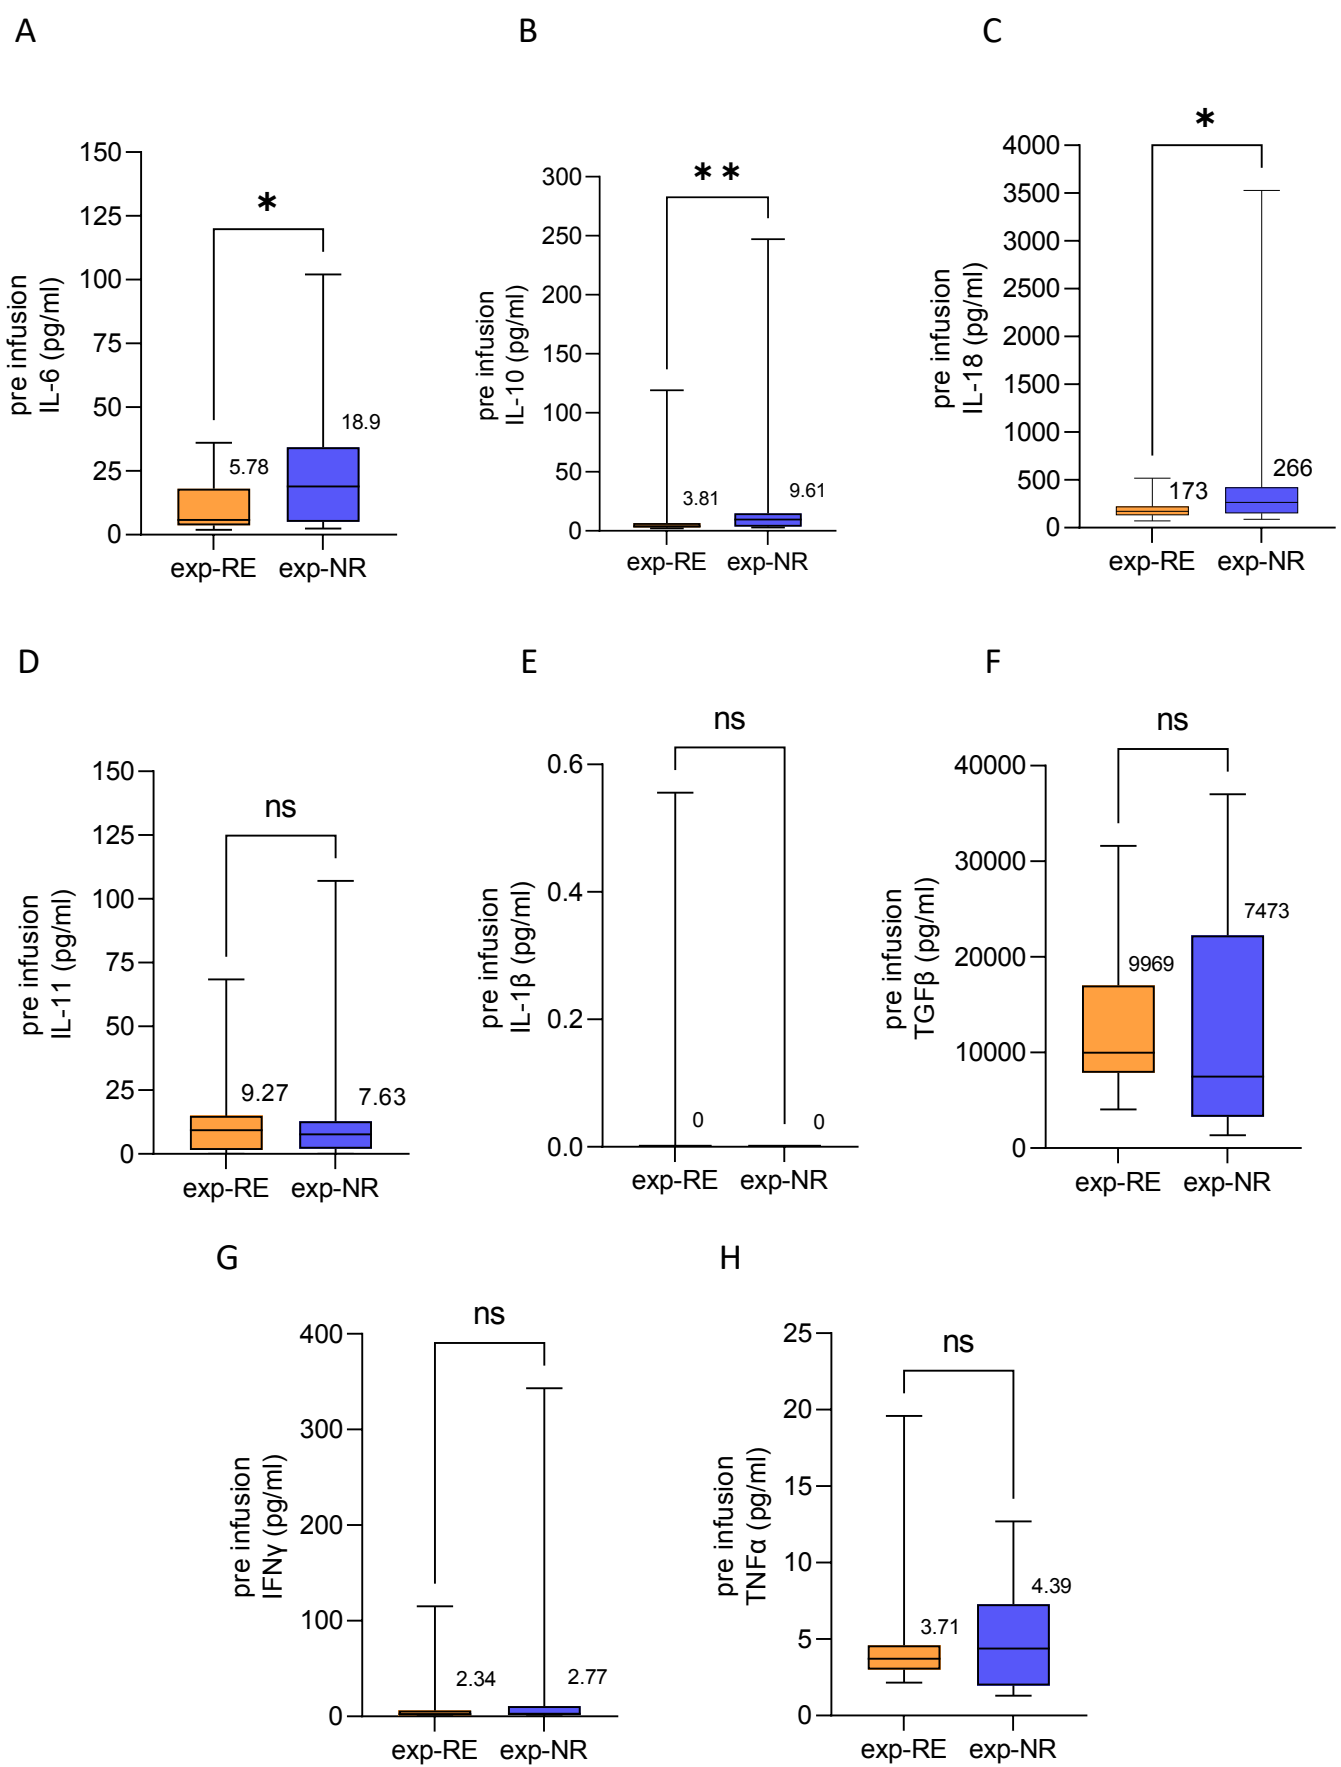 A
B
C
pre infusion
IL-6 (pg/ml)
150
125
100
75
50
25
0
*
5.78
18.9
exp-RE
exp-NR
pre infusion
IL-10 (pg/ml)
300
250
200
150
100
50
0
**
3.81
9.61
exp-RE
exp-NR
pre infusion
IL-18 (pg/ml)
4000
3500
3000
2500
2000
1500
1000
500
0
*
173
266
exp-RE
exp-NR
D
E
F
pre infusion
IL-11 (pg/ml)
150
125
100
75
50
25
0
ns
9.27
7.63
exp-RE
exp-NR
pre infusion
IL-1β (pg/ml)
0.6
0.4
0.2
0.0
ns
0
0
exp-RE
exp-NR
pre infusion
TGFβ (pg/ml)
40000
30000
20000
10000
0
ns
9969
7473
exp-RE
exp-NR
G
H
pre infusion
IFNγ (pg/ml)
400
300
200
100
0
ns
2.34
2.77
exp-RE
exp-NR
pre infusion
TNFα (pg/ml)
25
20
15
10
5
0
ns
3.71
4.39
exp-RE
exp-NR